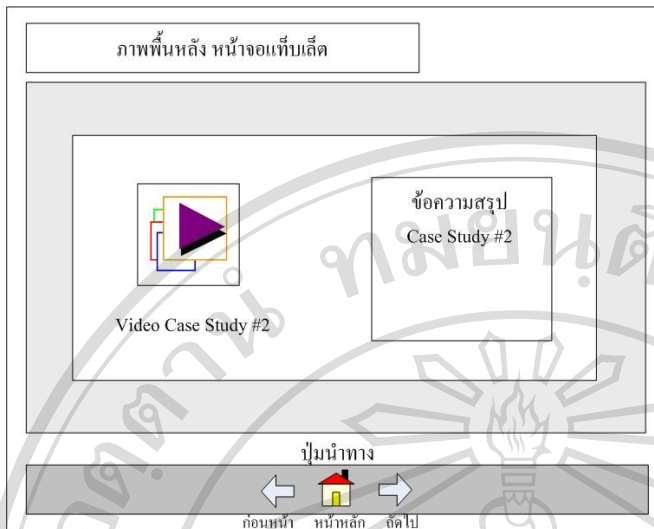 ภาพพื้นหลัง หน้าจอแท็บเล็ต
ข้อความสรุป
Case Study #2
Video Case Study #2
ปุ่มนำทาง
ก่อนหน้า หน้าหลัก ถัดไป